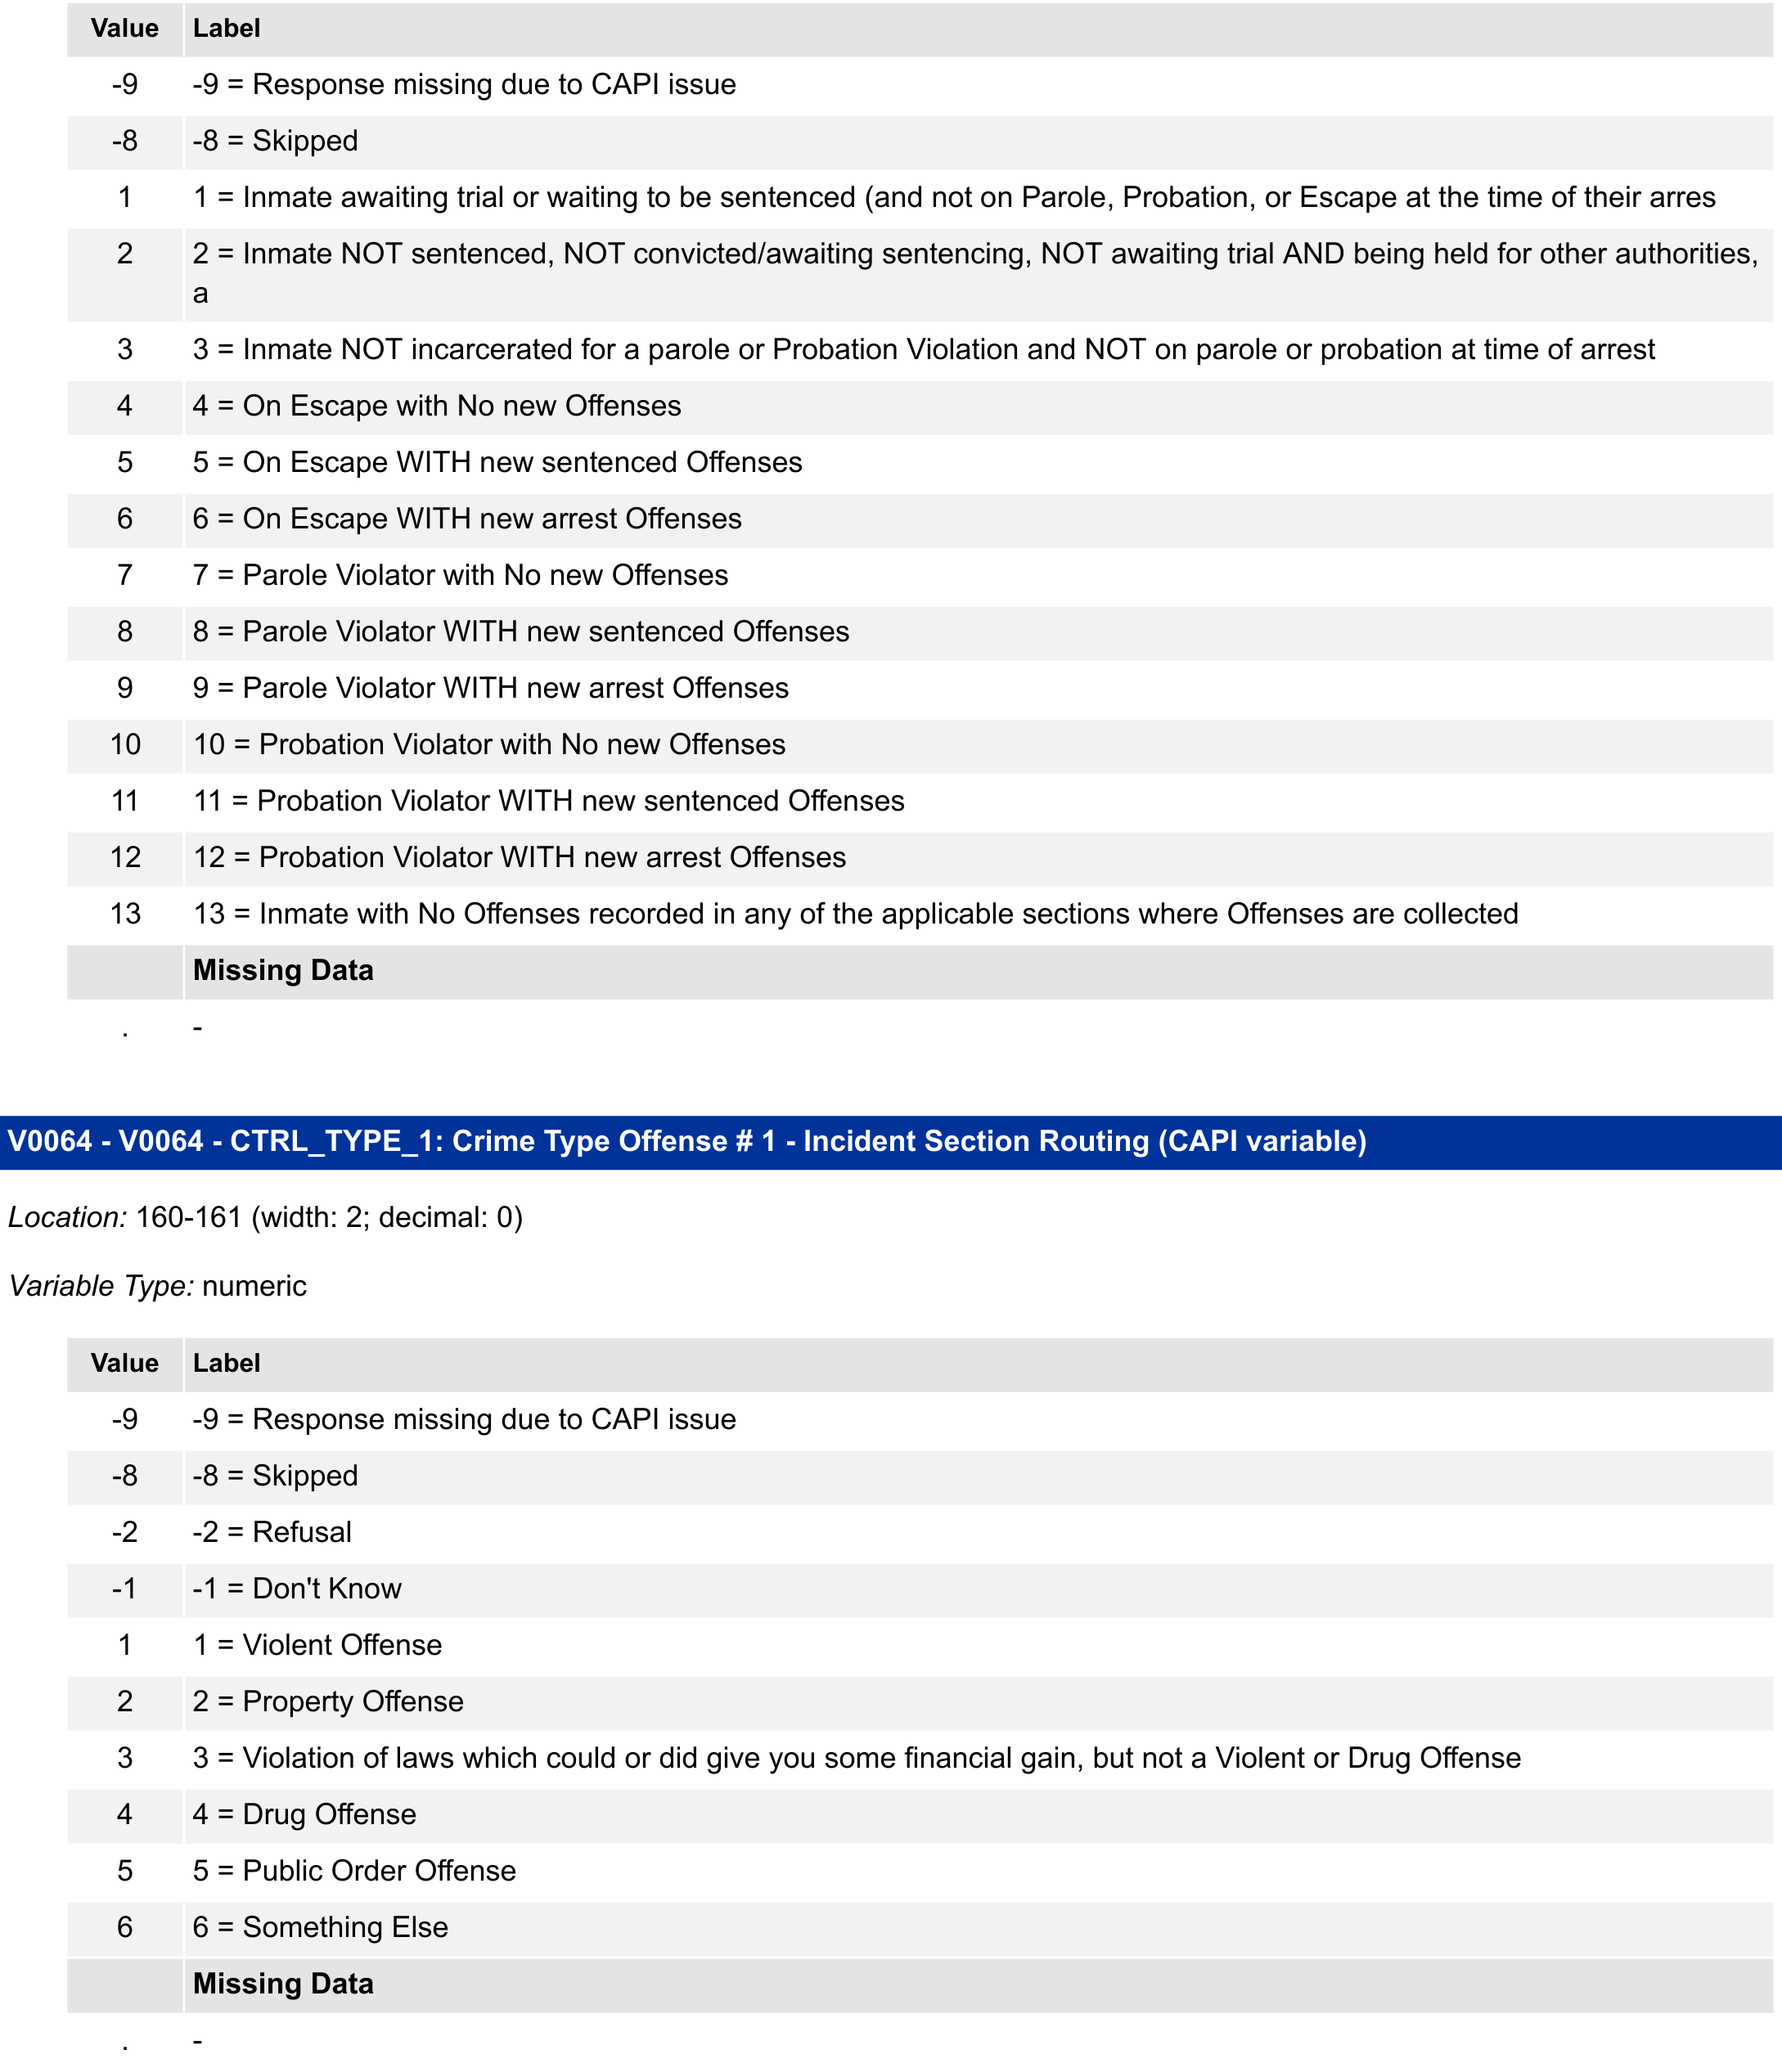 Value Label
-9 -9 = Response missing due to CAPI issue
-8 -8 = Skipped
1 1 = Inmate awaiting trial or waiting to be sentenced (and not on Parole, Probation, or Escape at the time of their arres
2 2 = Inmate NOT sentenced, NOT convicted/awaiting sentencing, NOT awaiting trial AND being held for other authorities,
a
3 3 = Inmate NOT incarcerated for a parole or Probation Violation and NOT on parole or probation at time of arrest
4 4 = On Escape with No new Offenses
5 5 = On Escape WITH new sentenced Offenses
6 6 = On Escape WITH new arrest Offenses
7 7 = Parole Violator with No new Offenses
8 8 = Parole Violator WITH new sentenced Offenses
9 9 = Parole Violator WITH new arrest Offenses
10 10 = Probation Violator with No new Offenses
11 11 = Probation Violator WITH new sentenced Offenses
12 12 = Probation Violator WITH new arrest Offenses
13 13 = Inmate with No Offenses recorded in any of the applicable sections where Offenses are collected
Missing Data
. -
V0064 - V0064 - CTRL_TYPE_1: Crime Type Offense # 1 - Incident Section Routing (CAPI variable)
Location: 160-161 (width: 2; decimal: 0)
Variable Type: numeric
Value Label
-9 -9 = Response missing due to CAPI issue
-8 -8 = Skipped
-2 -2 = Refusal
-1 -1 = Don't Know
1 1 = Violent Offense
2 2 = Property Offense
3 3 = Violation of laws which could or did give you some financial gain, but not a Violent or Drug Offense
4 4 = Drug Offense
5 5 = Public Order Offense
6 6 = Something Else
Missing Data
. -